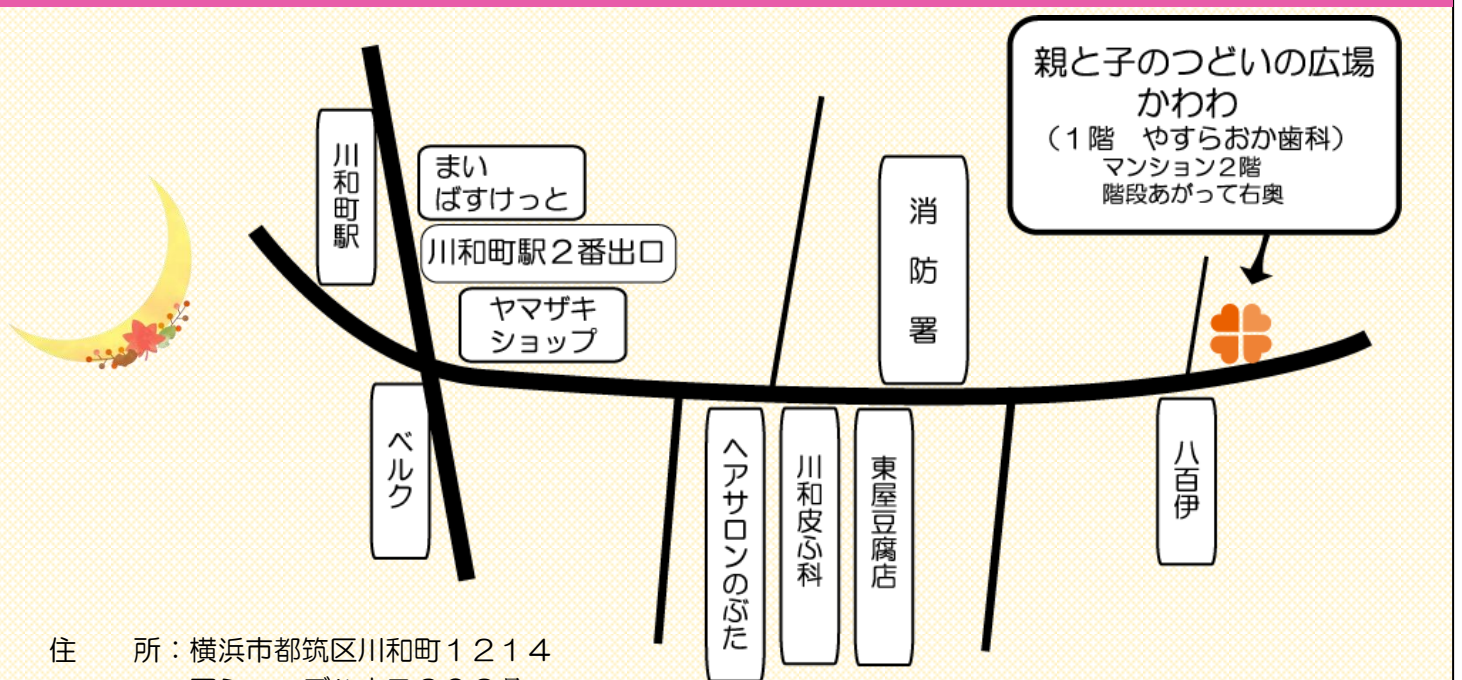 親と子のつどいの広場
かわわ
（１階　やすらおか歯科）
マンション２階
階段あがって右奥
川和町駅
まい
ばすけっと
川和町駅２番出口
ヤマザキ
ショップ
消防署
ベルク
ヘアサロンのぶた
川和皮ふ科
東屋豆腐店
八百伊
住　　所：横浜市都筑区川和町１２１４